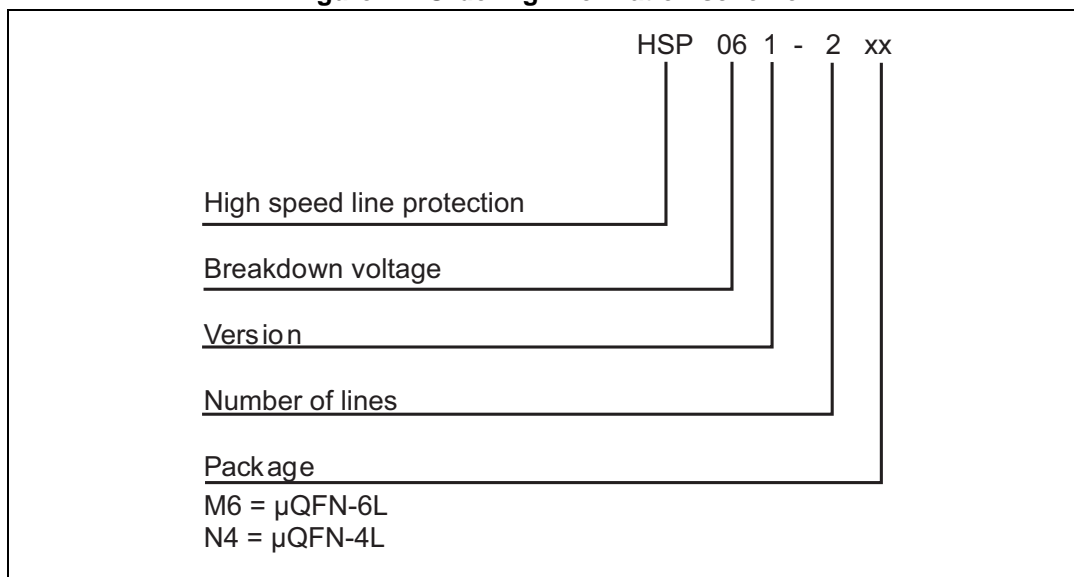 HSP 06 1 - 2 xx
High speed line protection
Breakdown voltage
Version
Number of lines
Package
M6 = µQFN-6L
N4 = µQFN-4L